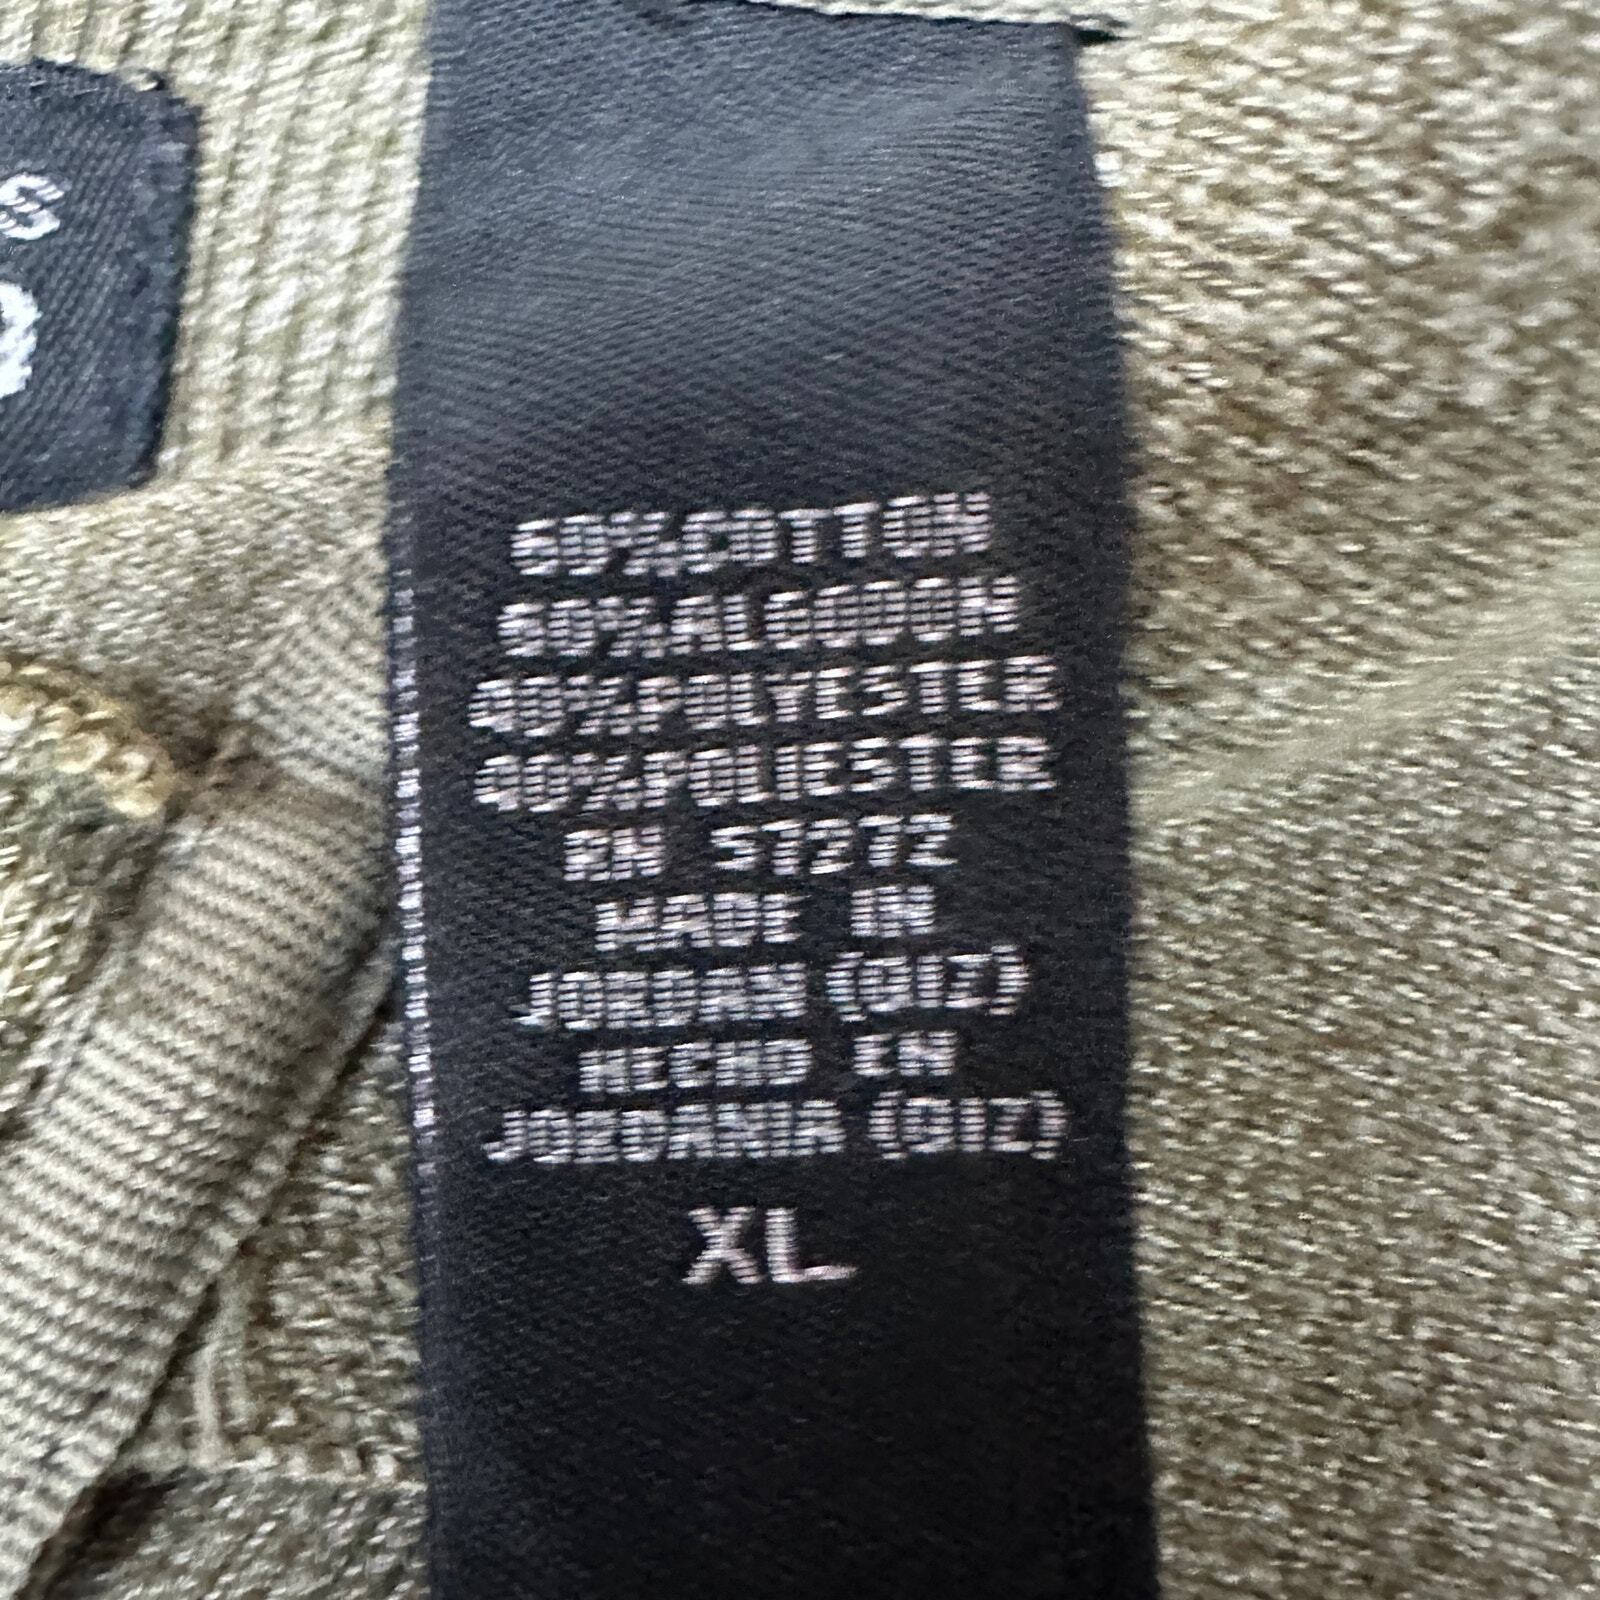 60%COTTON
60%ALGODON
40%POLYESTER
40%POLIESTER
RN 57272
MADE IN
JORDAN (QIZ)
HECHO EN
JORDANIA (QIZ)
XL